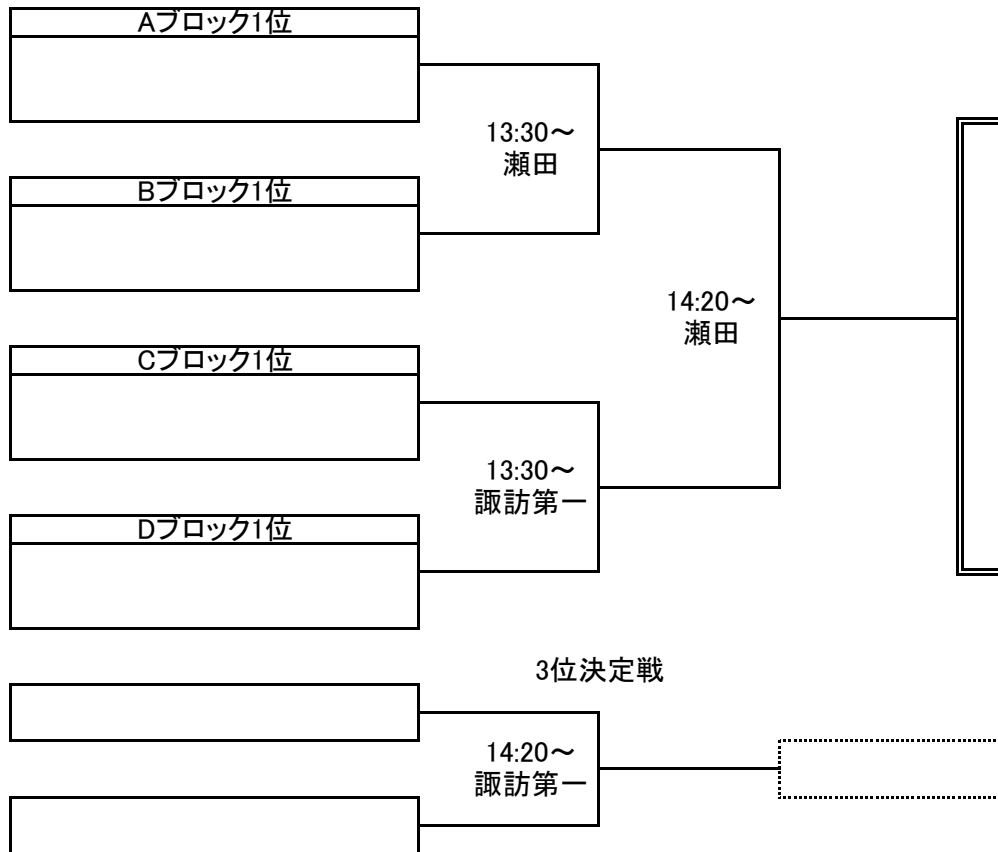 Aブロック1位
13:30～
瀬田
Bブロック1位
14:20～
瀬田
Cブロック1位
13:30～
諏訪第一
Dブロック1位
3位決定戦
14:20～
諏訪第一